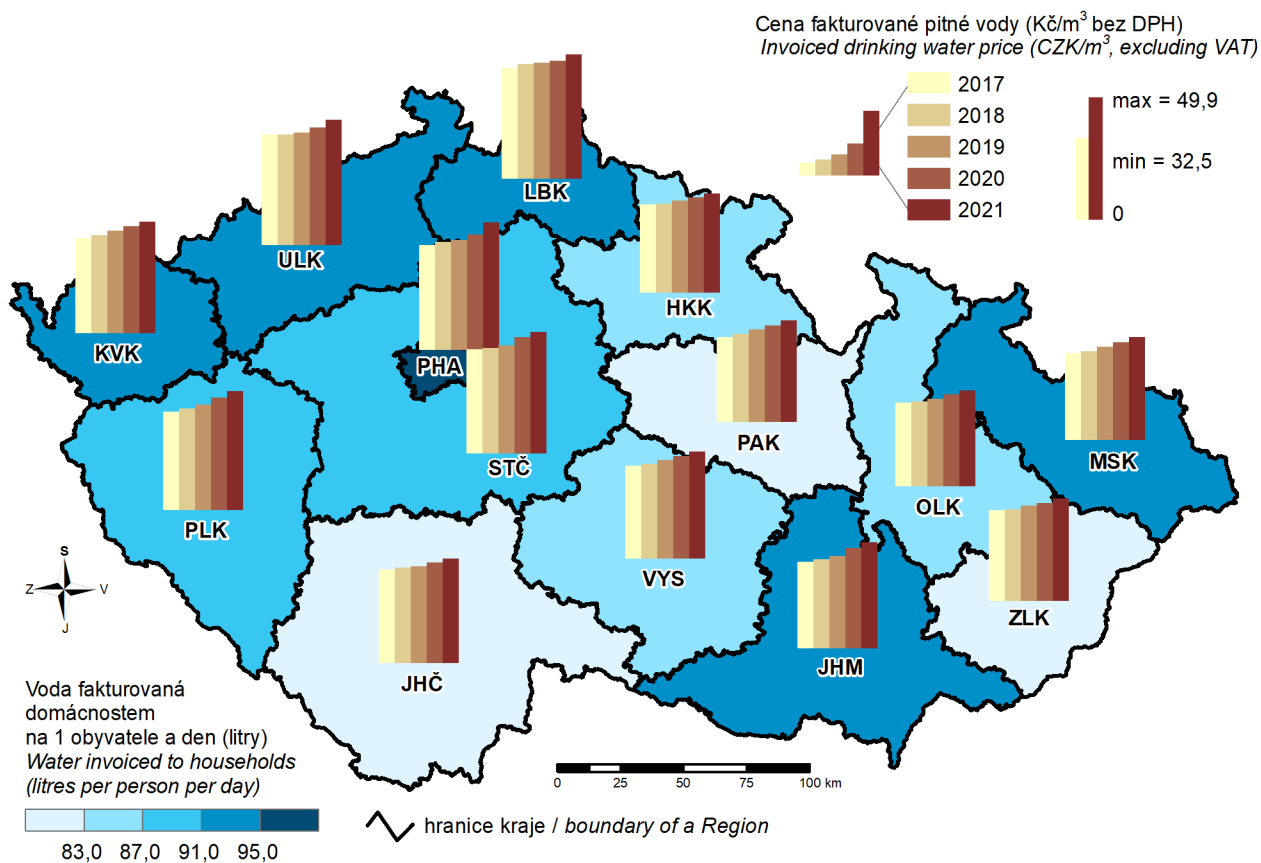 Cena fakturované pitné vody (Kč/m³ bez DPH)
Invoiced drinking water price (CZK/m³, excluding VAT)
2017
2018
2019
2020
2021
max = 49,9
min = 32,5
0
LBK
ULK
HKK
KVK
PHA
PAK
STČ
MSK
OLK
PLK
VYS
ZLK
JHM
JHČ
S
Z
V
J
Voda fakturovaná
domácnostem
na 1 obyvatele a den (litry)
Water invoiced to households
(litres per person per day)
83,0 87,0 91,0 95,0
0 25 50 75 100 km
hranice kraje / boundary of a Region